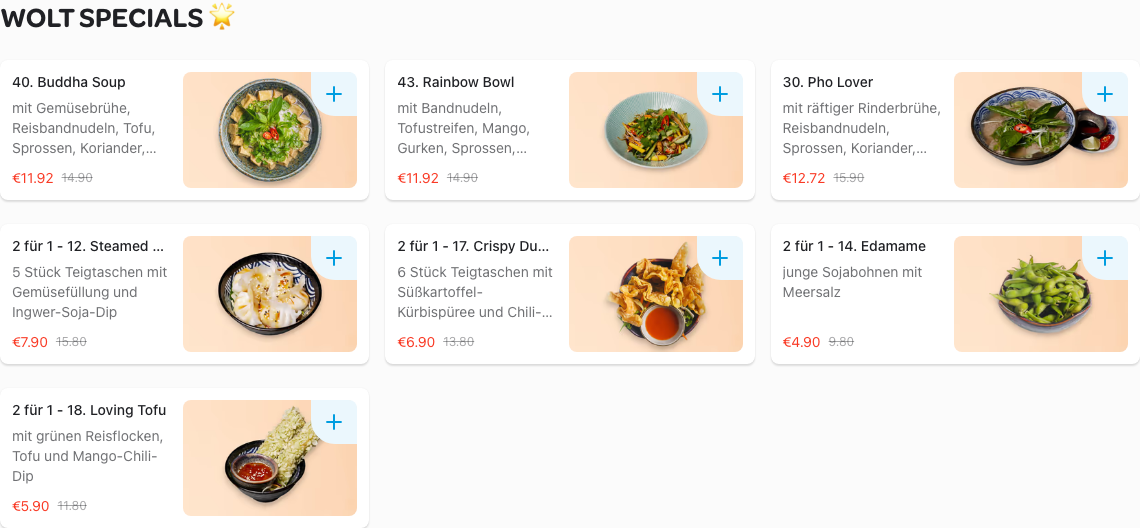 WOLT SPECIALS 🌟
40. Buddha Soup
mit Gemüsebrühe,
Reisbandnudeln, Tofu,
Sprossen, Koriander,...
€11.92 14.90
43. Rainbow Bowl
mit Bandnudeln,
Tofustreifen, Mango,
Gurken, Sprossen,...
€11.92 14.90
30. Pho Lover
mit räftiger Rinderbrühe,
Reisbandnudeln,
Sprossen, Koriander,...
€12.72 15.90
2 für 1 - 12. Steamed ...
5 Stück Teigtaschen mit
Gemüsefüllung und
Ingwer-Soja-Dip
€7.90 15.80
2 für 1 - 17. Crispy Du...
6 Stück Teigtaschen mit
Süßkartoffel-
Kürbispüree und Chili-...
€6.90 13.80
2 für 1 - 14. Edamame
junge Sojabohnen mit
Meersalz
€4.90 9.80
2 für 1 - 18. Loving Tofu
mit grünen Reisflocken,
Tofu und Mango-Chili-
Dip
€5.90 11.80